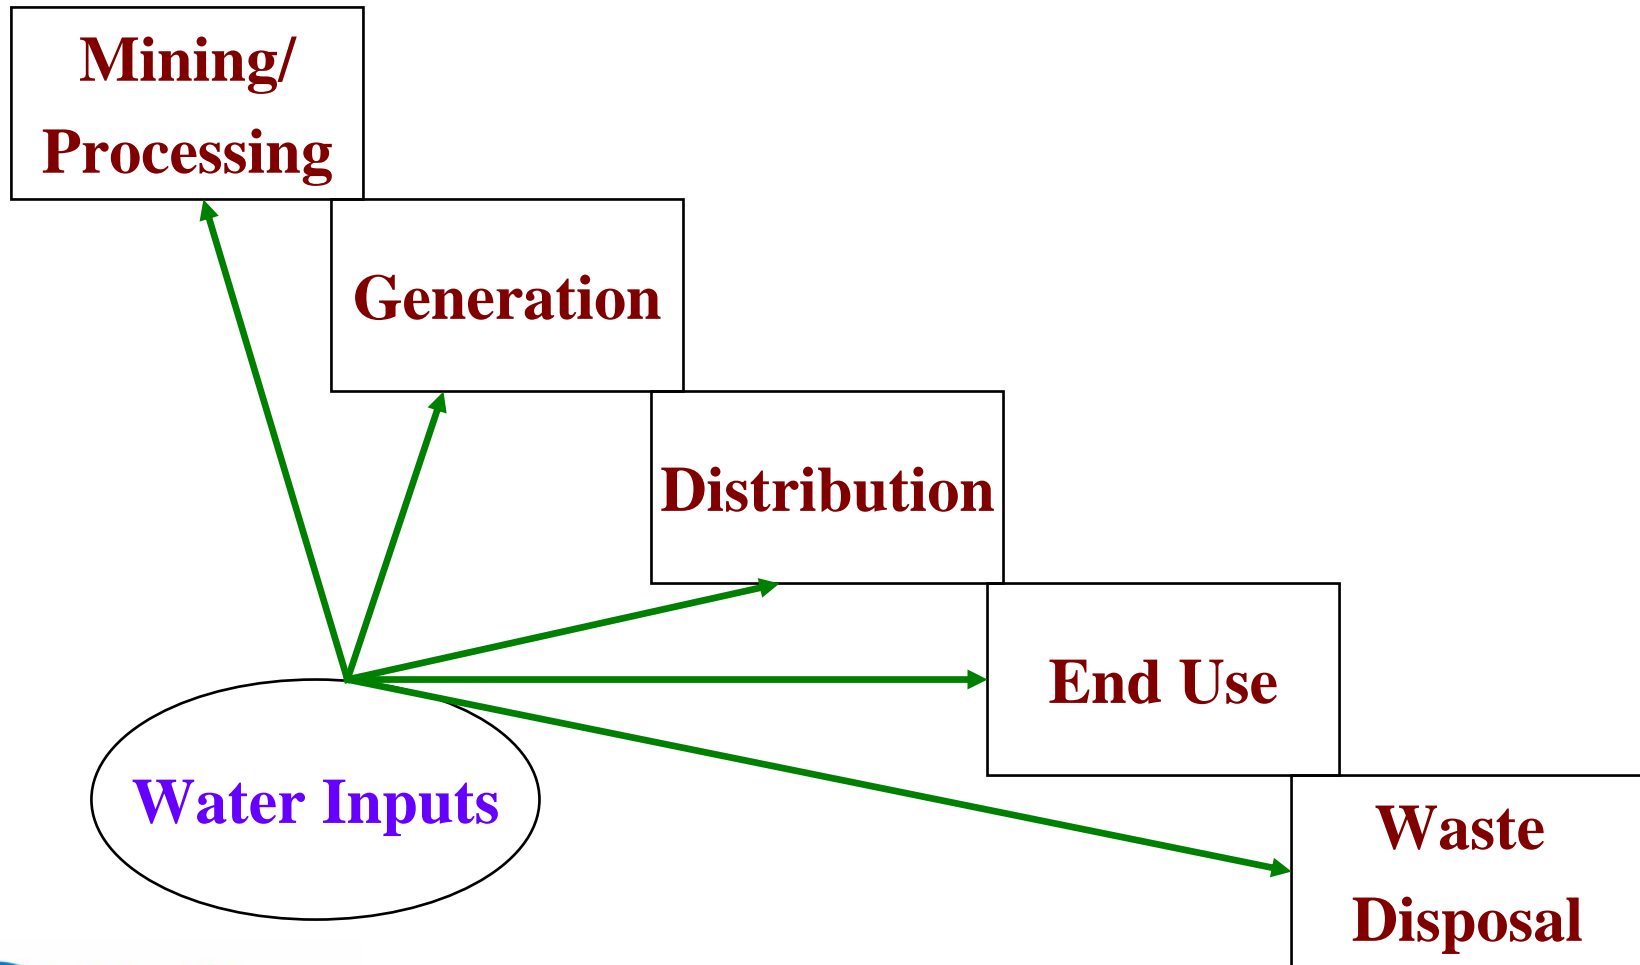 Mining/
Processing
Generation
Distribution
End Use
Water Inputs
Waste
Disposal